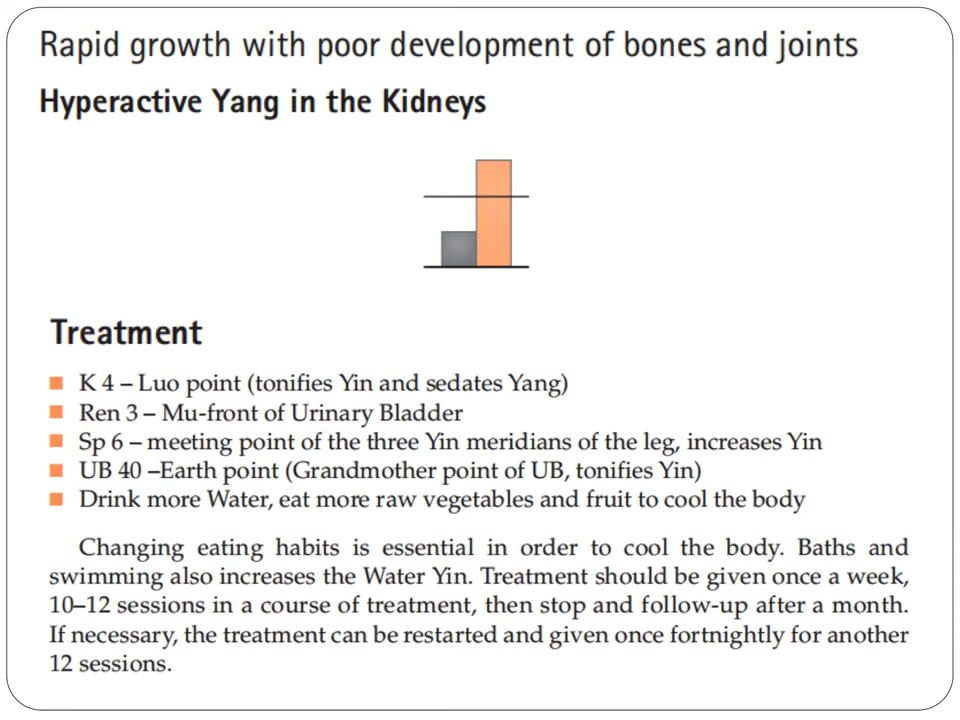 Rapid growth with poor development of bones and joints
Hyperactive Yang in the Kidneys
Treatment
■ K 4 – Luo point (tonifies Yin and sedates Yang)
■ Ren 3 – Mu-front of Urinary Bladder
■ Sp 6 – meeting point of the three Yin meridians of the leg, increases Yin
■ UB 40 –Earth point (Grandmother point of UB, tonifies Yin)
■ Drink more Water, eat more raw vegetables and fruit to cool the body
Changing eating habits is essential in order to cool the body. Baths and
swimming also increases the Water Yin. Treatment should be given once a week,
10–12 sessions in a course of treatment, then stop and follow-up after a month.
If necessary, the treatment can be restarted and given once fortnightly for another
12 sessions.